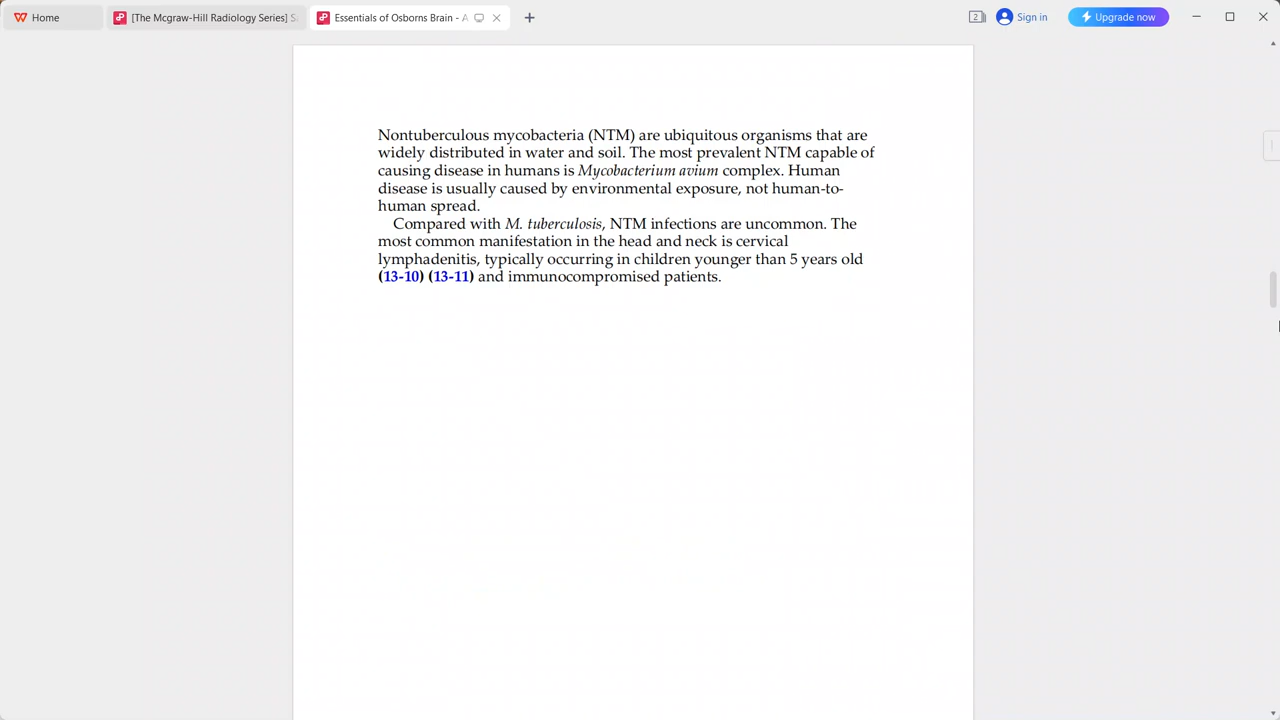 Home
[The Mcgraw-Hill Radiology Series] S
Essentials of Osborns Brain - A
2
Sign in
Upgrade now
Nontuberculous mycobacteria (NTM) are ubiquitous organisms that are
widely distributed in water and soil. The most prevalent NTM capable of
causing disease in humans is Mycobacterium avium complex. Human
disease is usually caused by environmental exposure, not human-to-
human spread.
Compared with M. tuberculosis, NTM infections are uncommon. The
most common manifestation in the head and neck is cervical
lymphadenitis, typically occurring in children younger than 5 years old
(13-10) (13-11) and immunocompromised patients.